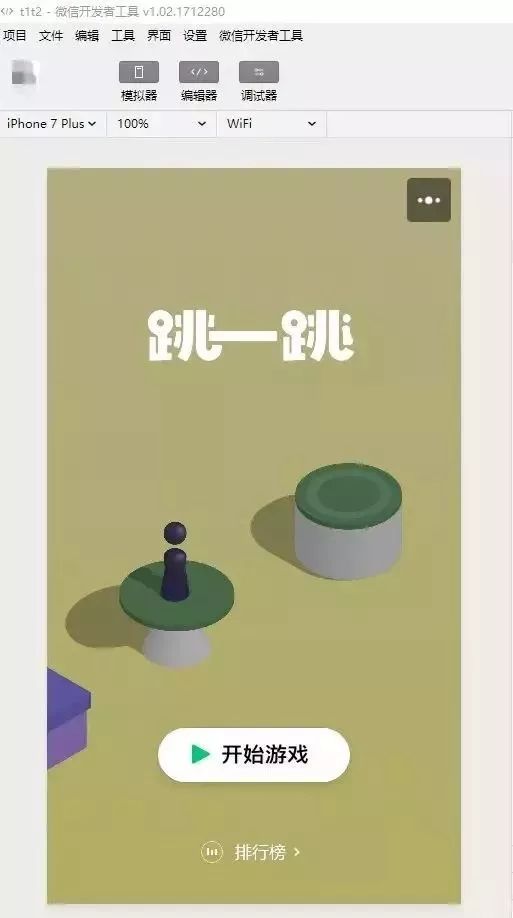 t1t2 - 微信开发者工具 v1.02.1712280
项目 文件 编辑 工具 界面 设置 微信开发者工具
模拟器 编辑器 调试器
iPhone 7 Plus 100% WiFi
跳一跳
开始游戏
排行榜